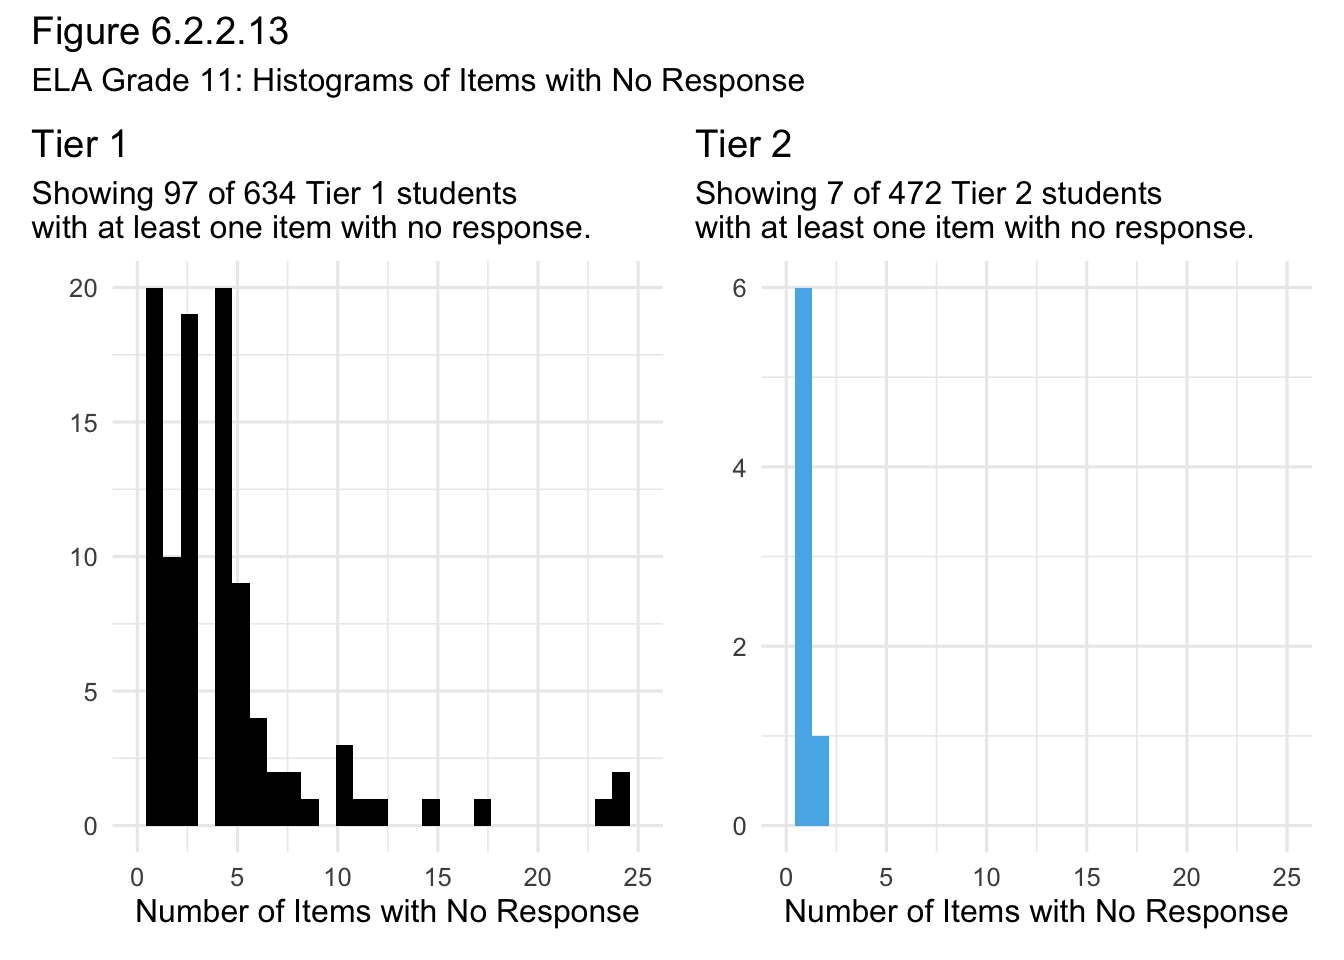 Figure 6.2.2.13
ELA Grade 11: Histograms of Items with No Response
Tier 1
Showing 97 of 634 Tier 1 students
with at least one item with no response.
20
15
10
5
0
0 5 10 15 20 25
Number of Items with No Response
Tier 2
Showing 7 of 472 Tier 2 students
with at least one item with no response.
6
4
2
0
0 5 10 15 20 25
Number of Items with No Response